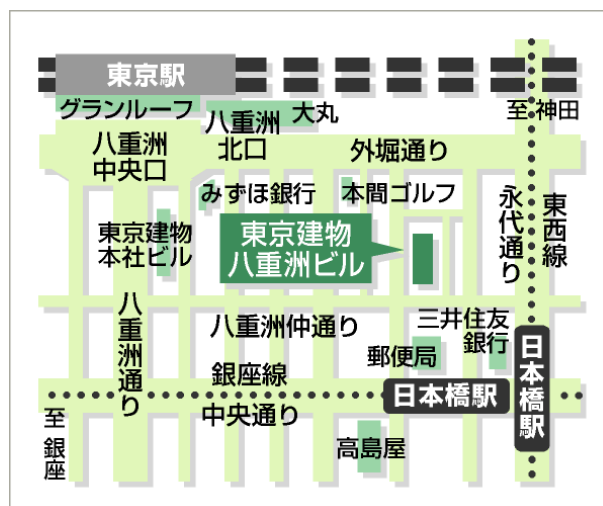 東京駅
グランルーフ
八重洲
北口
大丸
至 神田
八重洲
中央口
外堀通り
みずほ銀行
本間ゴルフ
永代通り
東西線
東京建物
本社ビル
東京建物
八重洲ビル
八重洲通り
八重洲仲通り
三井住友
銀行
郵便局
銀座線
日本橋駅
日本橋駅
中央通り
至 銀座
高島屋